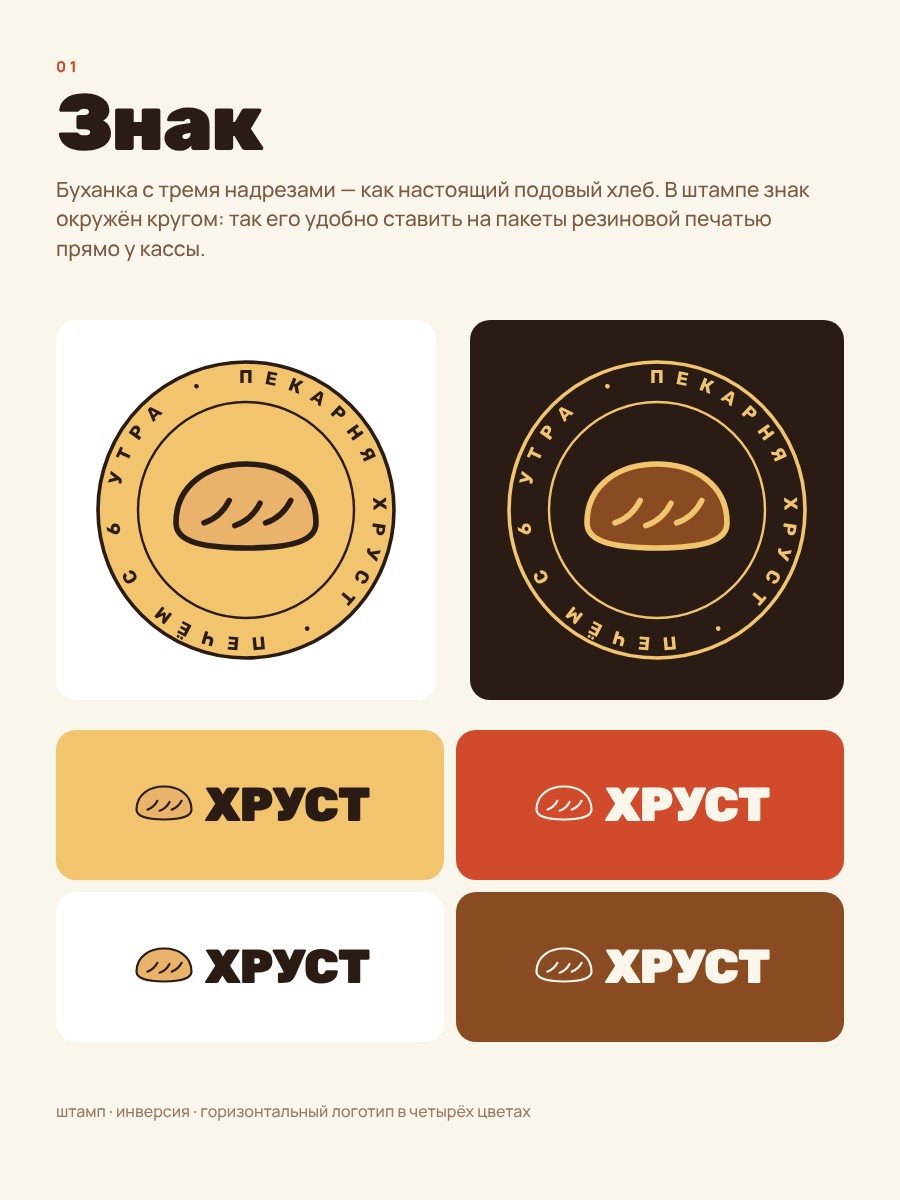 01
Знак
Буханка с тремя надрезами — как настоящий подовый хлеб. В штампе знак
окружён кругом: так его удобно ставить на пакеты резиновой печатью
прямо у кассы.
ПЕКАРНЯ ХРУСТ · ПЕЧЁМ С 6 УТРА ·
ПЕКАРНЯ ХРУСТ · ПЕЧЁМ С 6 УТРА ·
ХРУСТ
ХРУСТ
ХРУСТ
ХРУСТ
штамп · инверсия · горизонтальный логотип в четырёх цветах